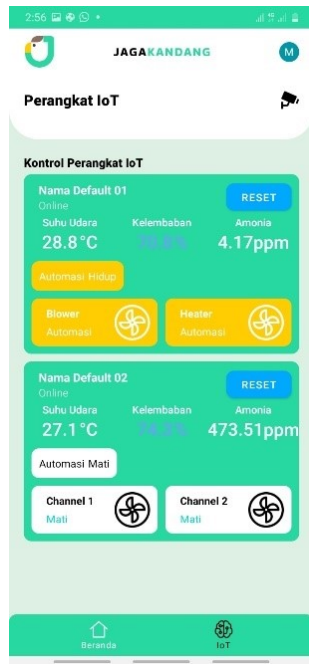 2:56
JAGAKANDANG
M
Perangkat IoT
Kontrol Perangkat IoT
Nama Default 01
RESET
Online
Suhu Udara Kelembaban Amonia
28.8°C 4.17ppm
Automasi Hidup
Blower Heater
Automasi Automasi
Nama Default 02
RESET
Online
Suhu Udara Kelembaban Amonia
27.1°C 473.51ppm
Automasi Mati
Channel 1 Channel 2
Mati Mati
Beranda IoT